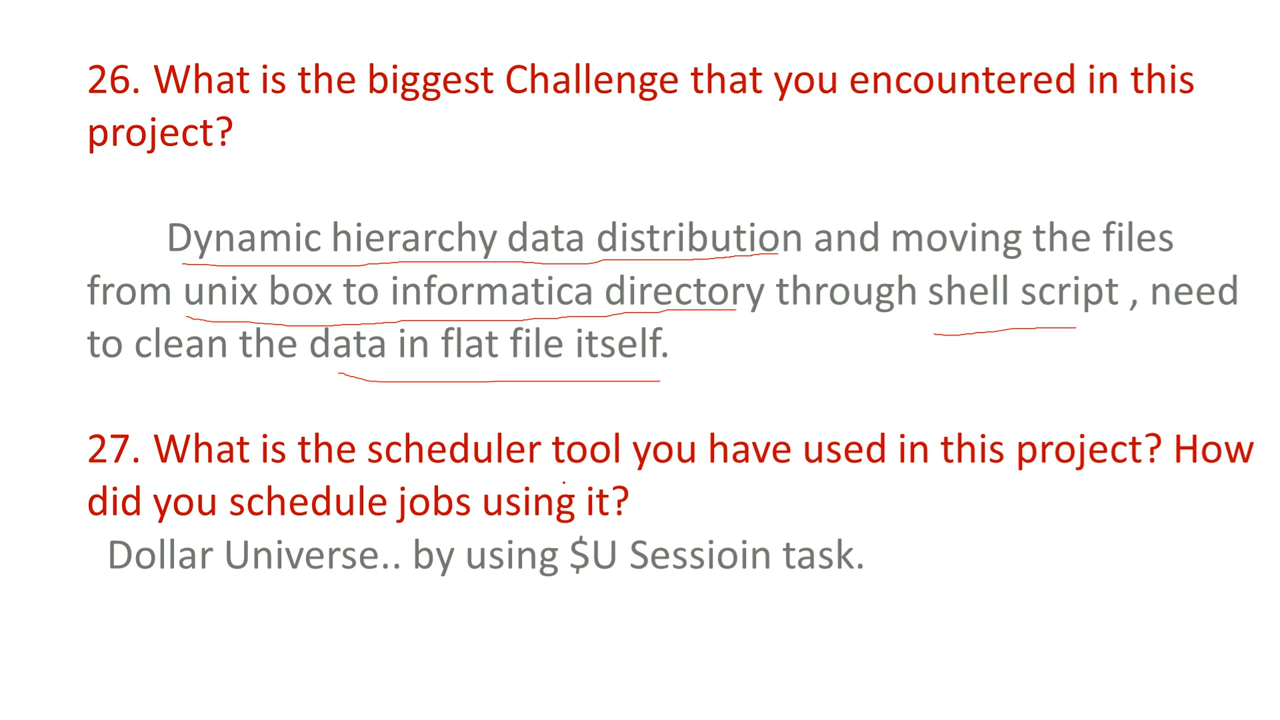 26. What is the biggest Challenge that you encountered in this
project?
Dynamic hierarchy data distribution and moving the files
from unix box to informatica directory through shell script , need
to clean the data in flat file itself.
27. What is the scheduler tool you have used in this project? How
did you schedule jobs using it?
Dollar Universe.. by using $U Sessioin task.